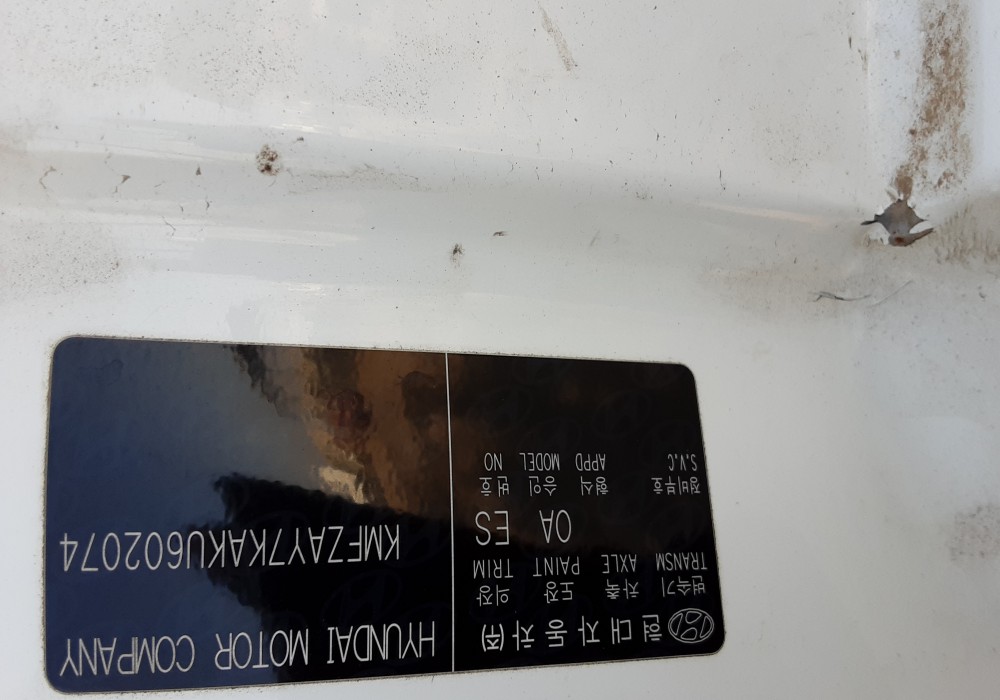 현대자동차(주)
변속기 차축 도장 의장
TRANSM AXLE PAINT TRIM
OA ES
정비부호 형식 승인 번호
S.V.C APPD MODEL NO
HYUNDAI MOTOR COMPANY
KMFZAY7KAKU602074